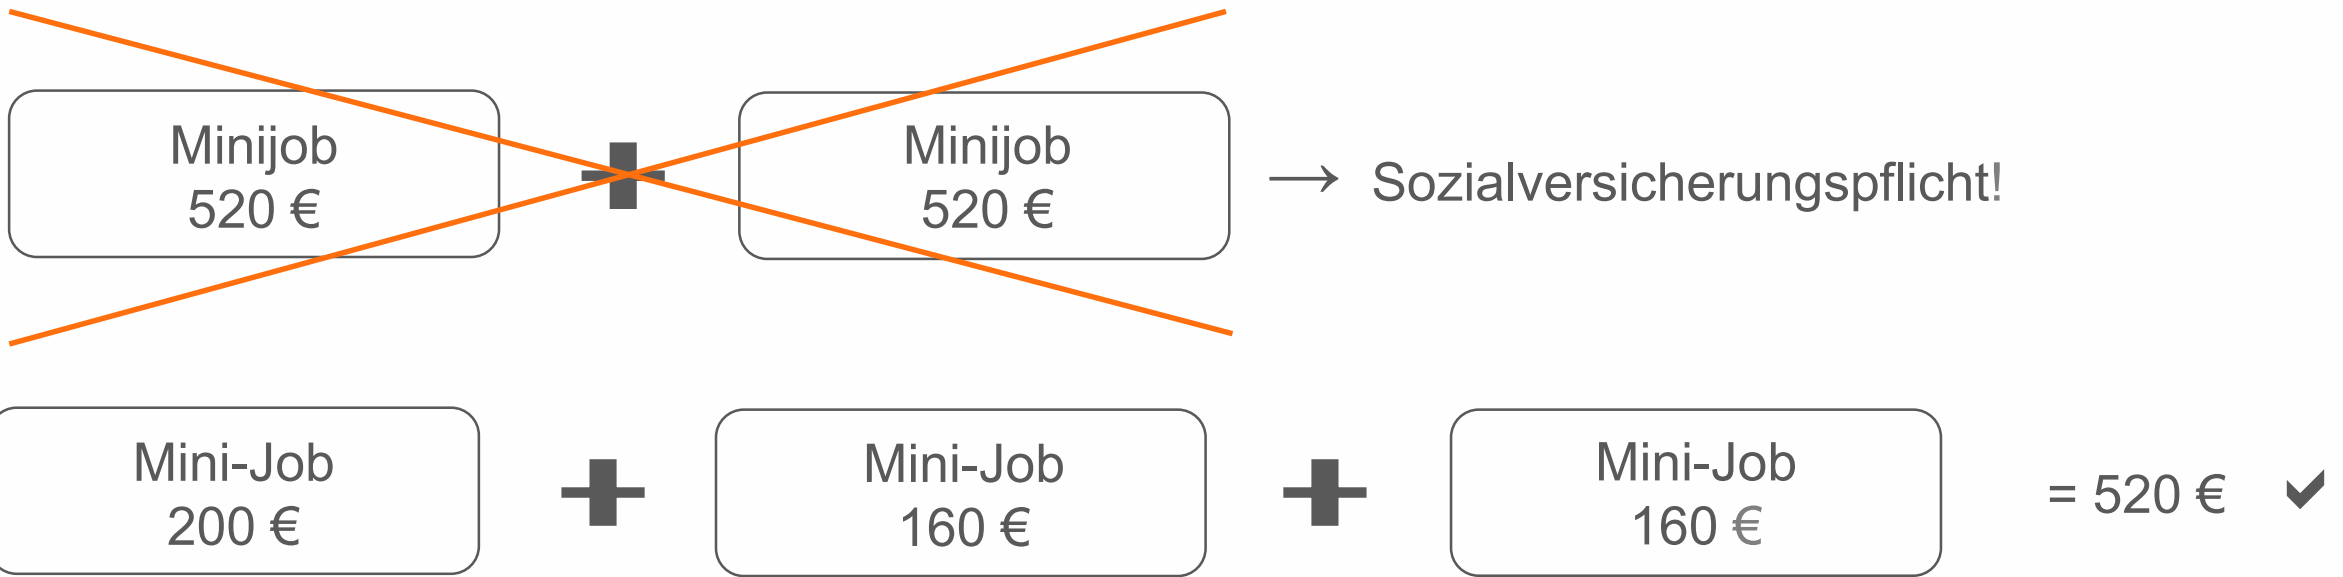 Minijob
520 €
Minijob
520 €
→ Sozialversicherungspflicht!
Mini-Job
200 €
Mini-Job
160 €
Mini-Job
160 €
= 520 €